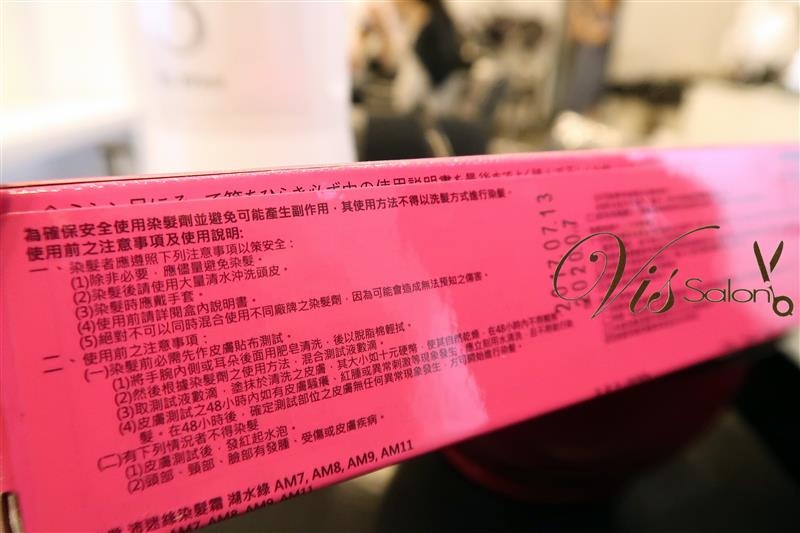 為確保安全使用染髮劑並避免可能產生副作用，其使用方法不得以洗髮方式進行染髮。
使用前之注意事項及使用說明:
一、染髮者應遵照下列注意事項以策安全：
(1)除非必要，應儘量避免染髮。
(2)染髮後請使用大量清水沖洗頭皮。
(3)染髮時應戴手套。
(4)使用前請詳閱盒內說明書。
(5)絕對不可以同時混合使用不同廠牌之染髮劑，因為可能會造成無法預知之傷害。
二、使用前之注意事項：
(一)染髮前必需先作皮膚貼布測試。
(1)將手腕內側或耳朵後面用肥皂清洗，後以脫脂棉輕拭。
(2)然後根據染髮劑之使用方法，混合測試液數滴。
(3)取測試液數滴，塗抹於清洗之皮膚，其大小如十元硬幣，使其自然乾燥，在48小時內不得觸摸。
(4)皮膚測試之48小時內如有皮膚騷癢，紅腫或異常刺激等現象發生，應立刻用水清洗，且不得進行染
髮。在48小時後，確定測試部位之皮膚無任何異常現象發生，方可開始進行染髮。
(二)有下列情況者不得染髮
(1)皮膚測試後，發紅起水泡。
(2)頭部、頸部、臉部有發腫、受傷或皮膚疾病。
染髮霜 湖水綠 AM7, AM8, AM9, AM11
AM7, AM8, AM9, AM11
2017.07.13
2020.07
Vis Salon